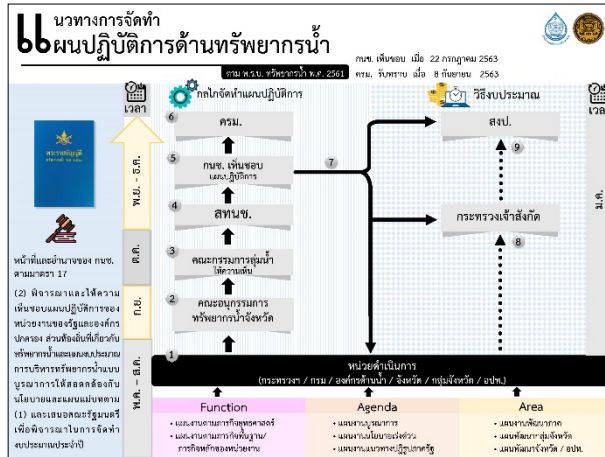 แนวทางการจัดทำ
แผนปฏิบัติการด้านทรัพยากรน้ำ
ตาม พ.ร.บ. ทรัพยากรน้ำ พ.ศ. 2561
กนช. เห็นชอบ เมื่อ 22 กรกฎาคม 2563
ครม. รับทราบ เมื่อ 8 กันยายน 2563
เวลา
กลไกจัดทำแผนปฏิบัติการ
วิธีงบประมาณ
เวลา
พ.ย. - ธ.ค.
ต.ค.
ก.ย.
พ.ค. - ส.ค.
ม.ค.
6
ครม.
5
กนช. เห็นชอบ
แผนปฏิบัติการ
4
สทนช.
3
คณะกรรมการลุ่มน้ำ
ให้ความเห็น
2
คณะอนุกรรมการ
ทรัพยากรน้ำจังหวัด
7
สงป.
9
กระทรวงเจ้าสังกัด
8
1
หน่วยดำเนินการ
(กระทรวงฯ / กรม / องค์กรด้านน้ำ / จังหวัด / กลุ่มจังหวัด / อปท.)
หน้าที่และอำนาจของ กนช.
ตามมาตรา 17
(2) พิจารณาและให้ความ
เห็นชอบแผนปฏิบัติการของ
หน่วยงานของรัฐและองค์กร
ปกครอง ส่วนท้องถิ่นที่เกี่ยวกับ
ทรัพยากรน้ำและแผนงบประมาณ
การบริหารทรัพยากรน้ำแบบ
บูรณาการให้สอดคล้องกับ
นโยบายและแผนแม่บทตาม
(1) และเสนอคณะรัฐมนตรี
เพื่อพิจารณาในการจัดทำ
งบประมาณประจำปี
Function
• แผนงานตามภารกิจยุทธศาสตร์
• แผนงานตามภารกิจพื้นฐาน/
ภารกิจหลักของหน่วยงาน
Agenda
• แผนงานบูรณาการ
• แผนงานนโยบายเร่งด่วน
• แผนงานแนวทางปฏิรูปภาครัฐ
Area
• แผนงานพัฒนาภาค
• แผนพัฒนากลุ่มจังหวัด
• แผนพัฒนาจังหวัด / อปท.